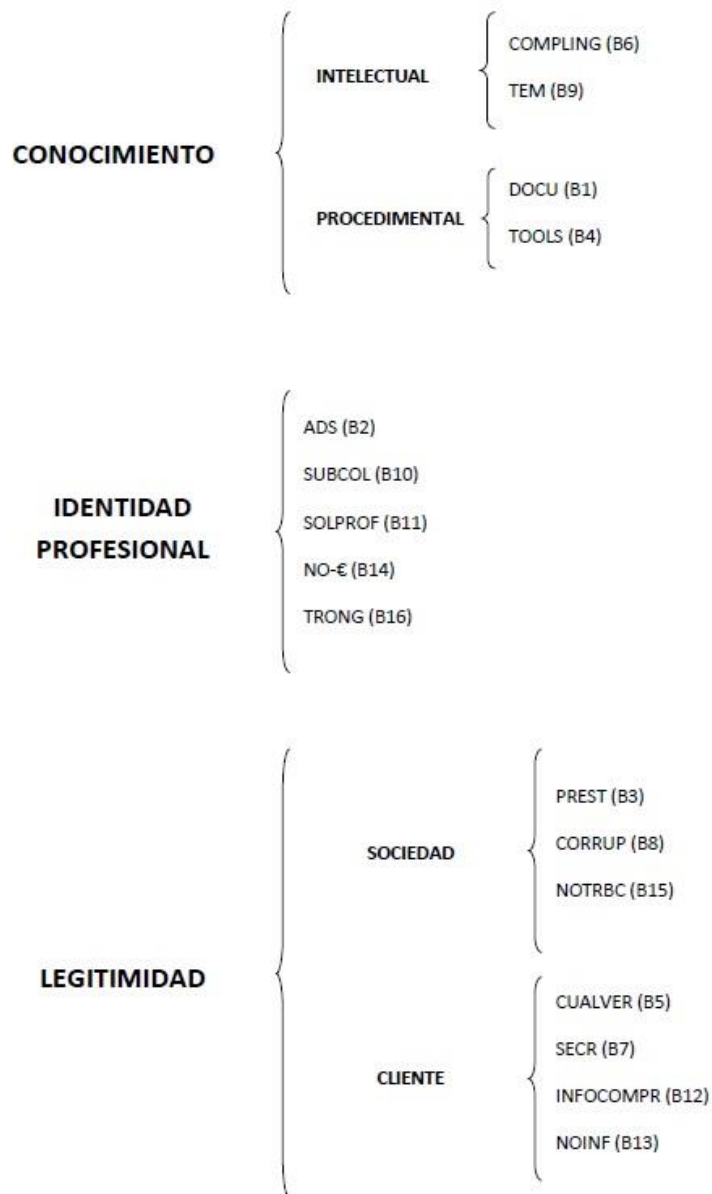 CONOCIMIENTO
INTELECTUAL
COMPLING (B6)
TEM (B9)
PROCEDIMENTAL
DOCU (B1)
TOOLS (B4)
IDENTIDAD
PROFESIONAL
ADS (B2)
SUBCOL (B10)
SOLPROF (B11)
NO-€ (B14)
TRONG (B16)
LEGITIMIDAD
SOCIEDAD
PREST (B3)
CORRUP (B8)
NOTRBC (B15)
CLIENTE
CUALVER (B5)
SECR (B7)
INFOCOMPR (B12)
NOINF (B13)